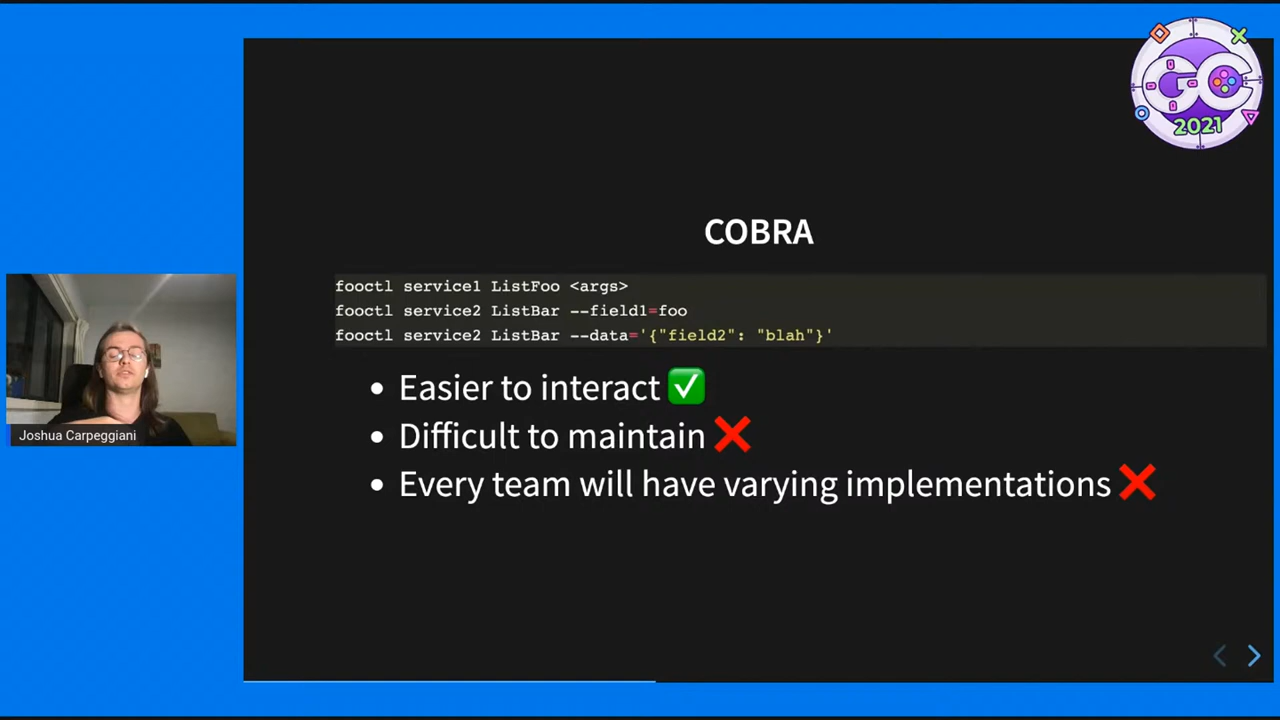 GC
2021
COBRA
fooctl service1 ListFoo <args>
fooctl service2 ListBar --field1=foo
fooctl service2 ListBar --data='{"field2": "blah"}'
Easier to interact ✅
Difficult to maintain ❌
Every team will have varying implementations ❌
Joshua Carpeggiani